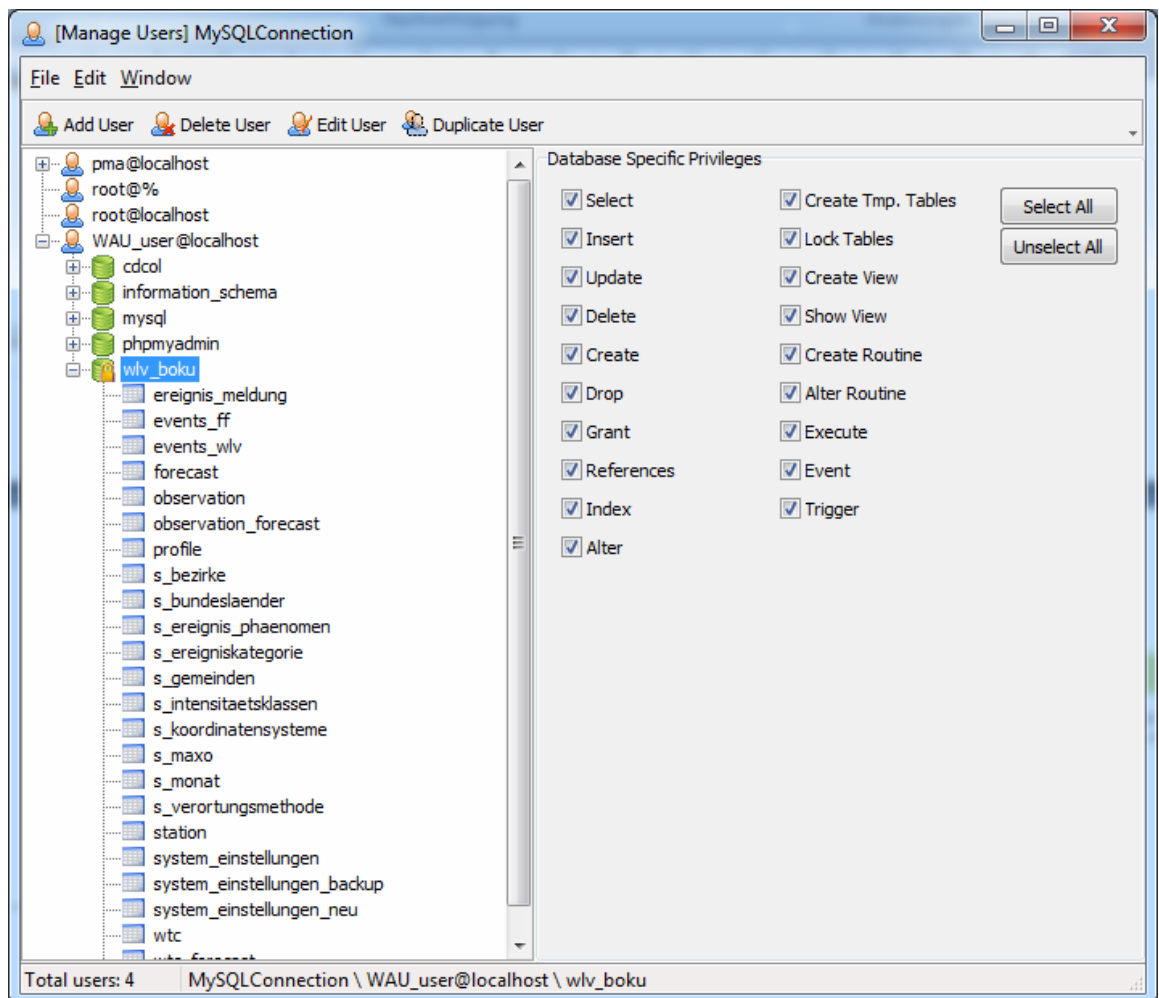 [Manage Users] MySQLConnection
File Edit Window
Add User Delete User Edit User Duplicate User
pma@localhost
root@%
root@localhost
WAU_user@localhost
cdcol
information_schema
mysql
phpmyadmin
wlv_boku
ereignis_meldung
events_ff
events_wlv
forecast
observation
observation_forecast
profile
s_bezirke
s_bundeslaender
s_ereignis_phaenomen
s_ereigniskategorie
s_gemeinden
s_intensitaetsklassen
s_koordinatensysteme
s_maxo
s_monat
s_verortungsmethode
station
system_einstellungen
system_einstellungen_backup
system_einstellungen_neu
wtc
Database Specific Privileges
Select
Insert
Update
Delete
Create
Drop
Grant
References
Index
Alter
Create Tmp. Tables
Lock Tables
Create View
Show View
Create Routine
Alter Routine
Execute
Event
Trigger
Select All
Unselect All
Total users: 4 MySQLConnection \ WAU_user@localhost \ wlv_boku